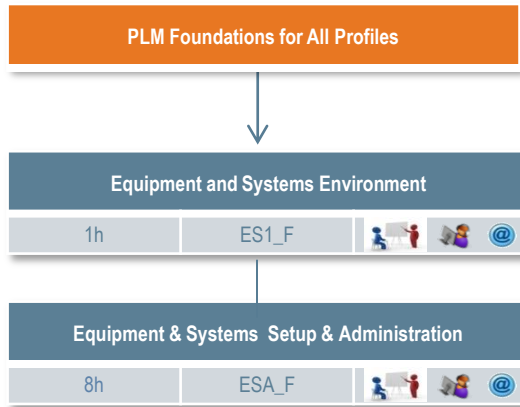 PLM Foundations for All Profiles
Equipment and Systems Environment
1h ES1_F @
Equipment & Systems Setup & Administration
8h ESA_F @